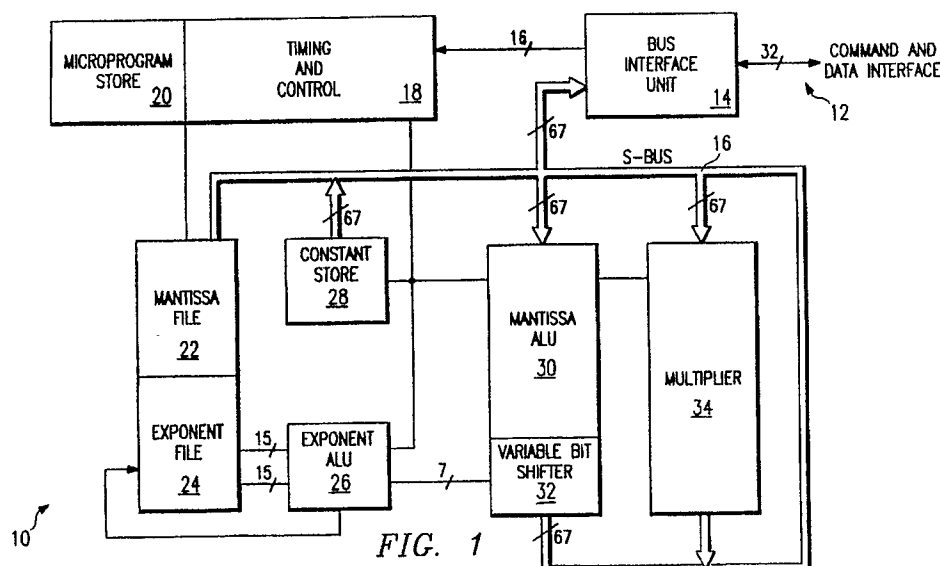 MICROPROGRAM
STORE
20
TIMING
AND
CONTROL
18
16
BUS
INTERFACE
UNIT
14
32
COMMAND AND
DATA INTERFACE
12
67
S-BUS
16
67
67
67
MANTISSA
FILE
22
EXPONENT
FILE
24
CONSTANT
STORE
28
15
15
EXPONENT
ALU
26
7
MANTISSA
ALU
30
VARIABLE BIT
SHIFTER
32
MULTIPLIER
34
67
10
FIG. 1